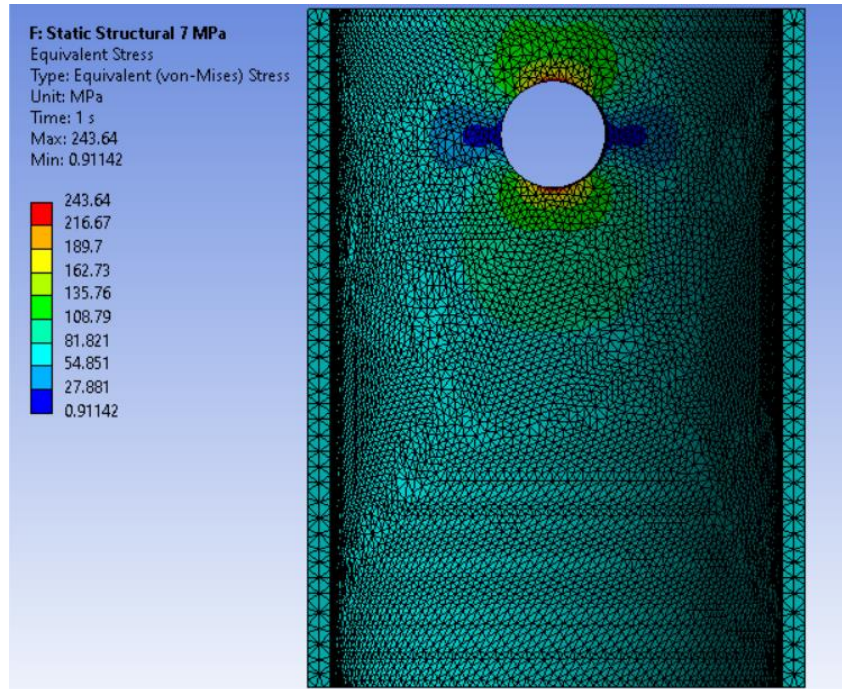 F: Static Structural 7 MPa
Equivalent Stress
Type: Equivalent (von-Mises) Stress
Unit: MPa
Time: 1 s
Max: 243.64
Min: 0.91142
243.64
216.67
189.7
162.73
135.76
108.79
81.821
54.851
27.881
0.91142